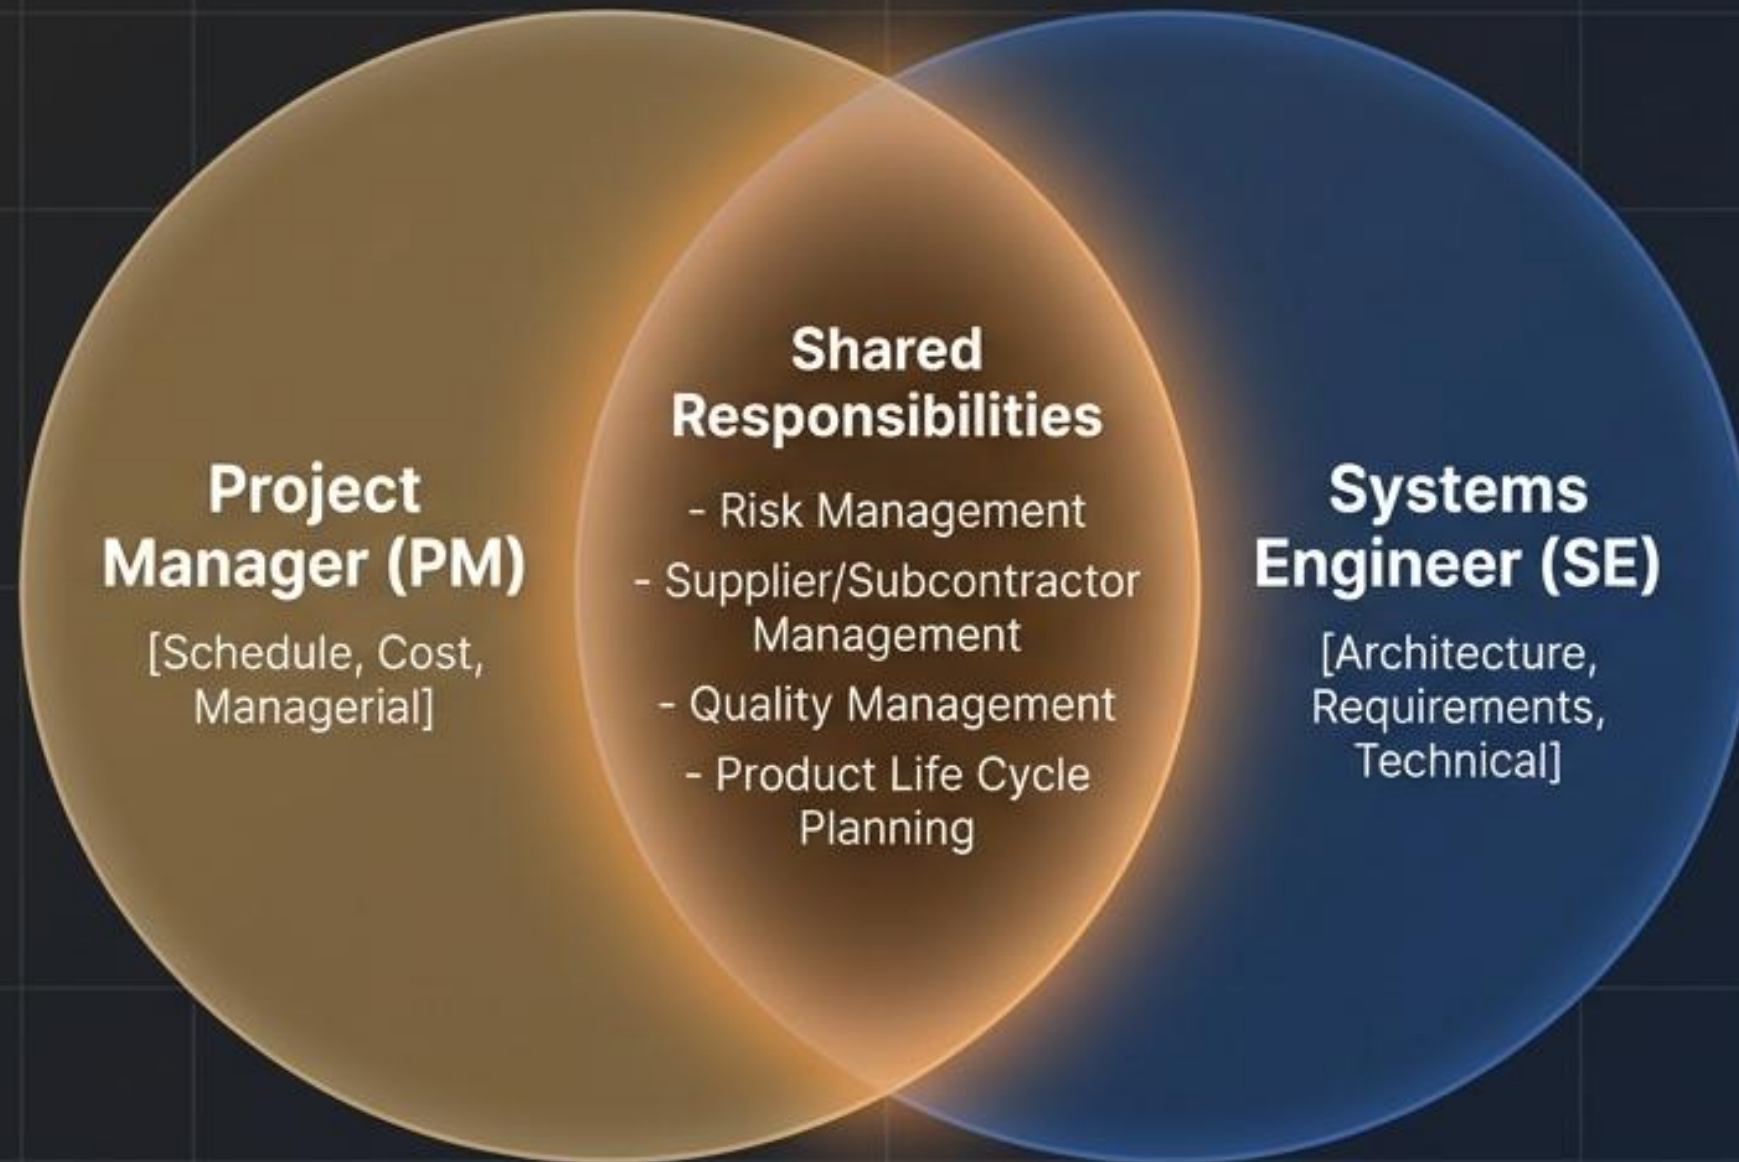 Project
Manager (PM)
[Schedule, Cost,
Managerial]
Shared
Responsibilities
- Risk Management
- Supplier/Subcontractor
Management
- Quality Management
- Product Life Cycle
Planning
Systems
Engineer (SE)
[Architecture,
Requirements,
Technical]